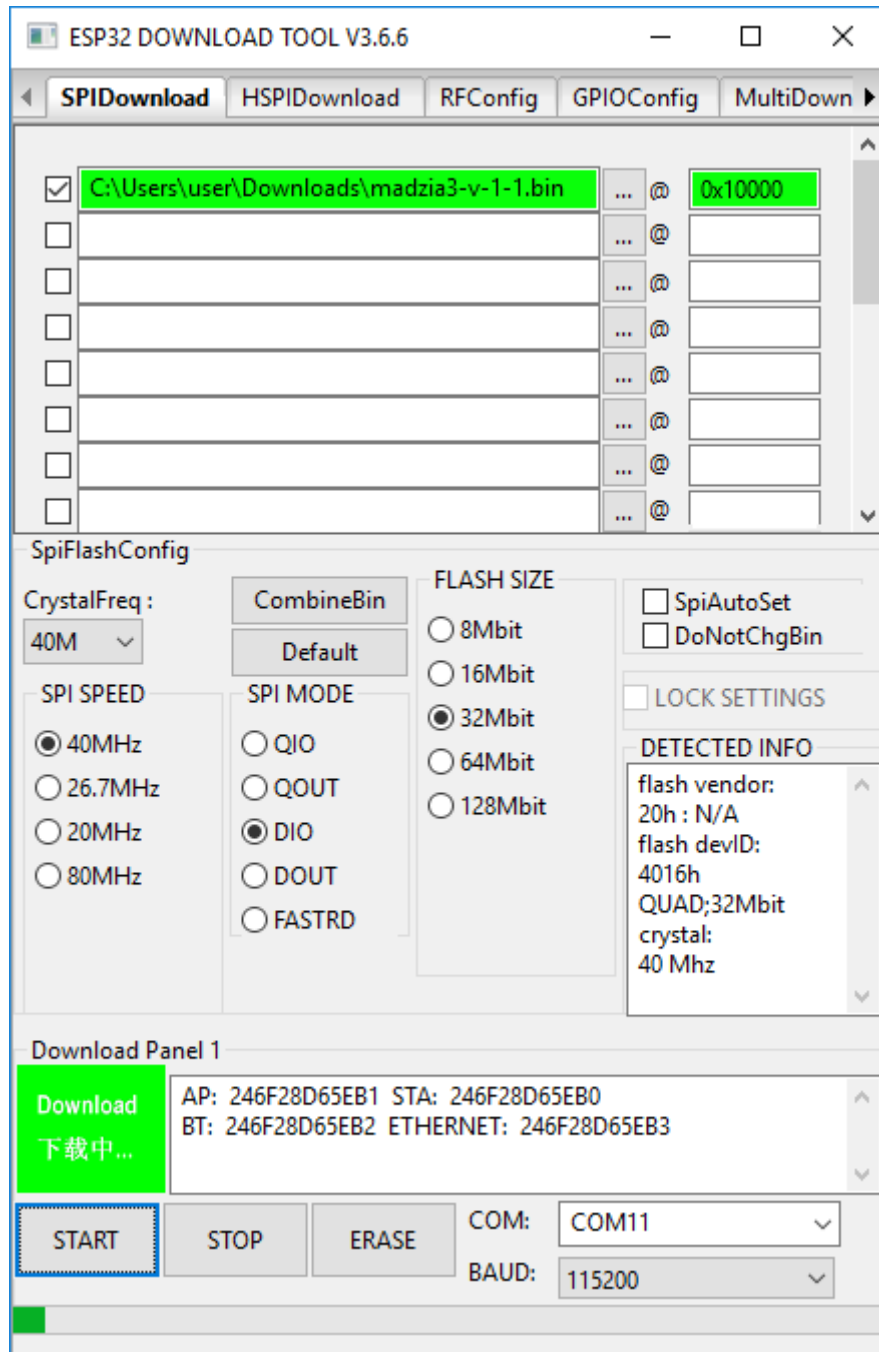 ESP32 DOWNLOAD TOOL V3.6.6
SPIDownload HSPIDownload RFConfig GPIOConfig MultiDown
C:\Users\user\Downloads\madzia3-v-1-1.bin ... @ 0x10000
... @
... @
... @
... @
... @
... @
... @
SpiFlashConfig
CrystalFreq :
40M
CombineBin
Default
SPI SPEED
40MHz
26.7MHz
20MHz
80MHz
SPI MODE
QIO
QOUT
DIO
DOUT
FASTRD
FLASH SIZE
8Mbit
16Mbit
32Mbit
64Mbit
128Mbit
SpiAutoSet
DoNotChgBin
LOCK SETTINGS
DETECTED INFO
flash vendor:
20h : N/A
flash devID:
4016h
QUAD;32Mbit
crystal:
40 Mhz
Download Panel 1
Download
下载中...
AP: 246F28D65EB1 STA: 246F28D65EB0
BT: 246F28D65EB2 ETHERNET: 246F28D65EB3
START STOP ERASE
COM: COM11
BAUD: 115200